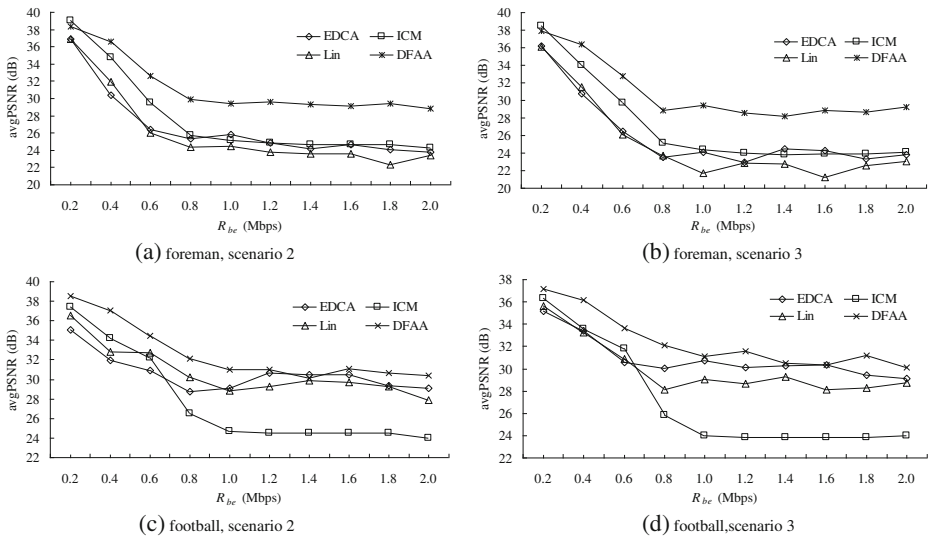 40
38
36
34
32
30
28
26
24
22
20
avgPSNR (dB)
EDCA ICM
Lin DFAA
0.2 0.4 0.6 0.8 1.0 1.2 1.4 1.6 1.8 2.0
R_be (Mbps)
(a) foreman, scenario 2
40
38
36
34
32
30
28
26
24
22
20
avgPSNR (dB)
EDCA ICM
Lin DFAA
0.2 0.4 0.6 0.8 1.0 1.2 1.4 1.6 1.8 2.0
R_be (Mbps)
(b) foreman, scenario 3
40
38
36
34
32
30
28
26
24
22
avgPSNR (dB)
EDCA ICM
Lin DFAA
0.2 0.4 0.6 0.8 1.0 1.2 1.4 1.6 1.8 2.0
R_be (Mbps)
(c) football, scenario 2
38
36
34
32
30
28
26
24
22
avgPSNR (dB)
EDCA ICM
Lin DFAA
0.2 0.4 0.6 0.8 1.0 1.2 1.4 1.6 1.8 2.0
R_be (Mbps)
(d) football,scenario 3